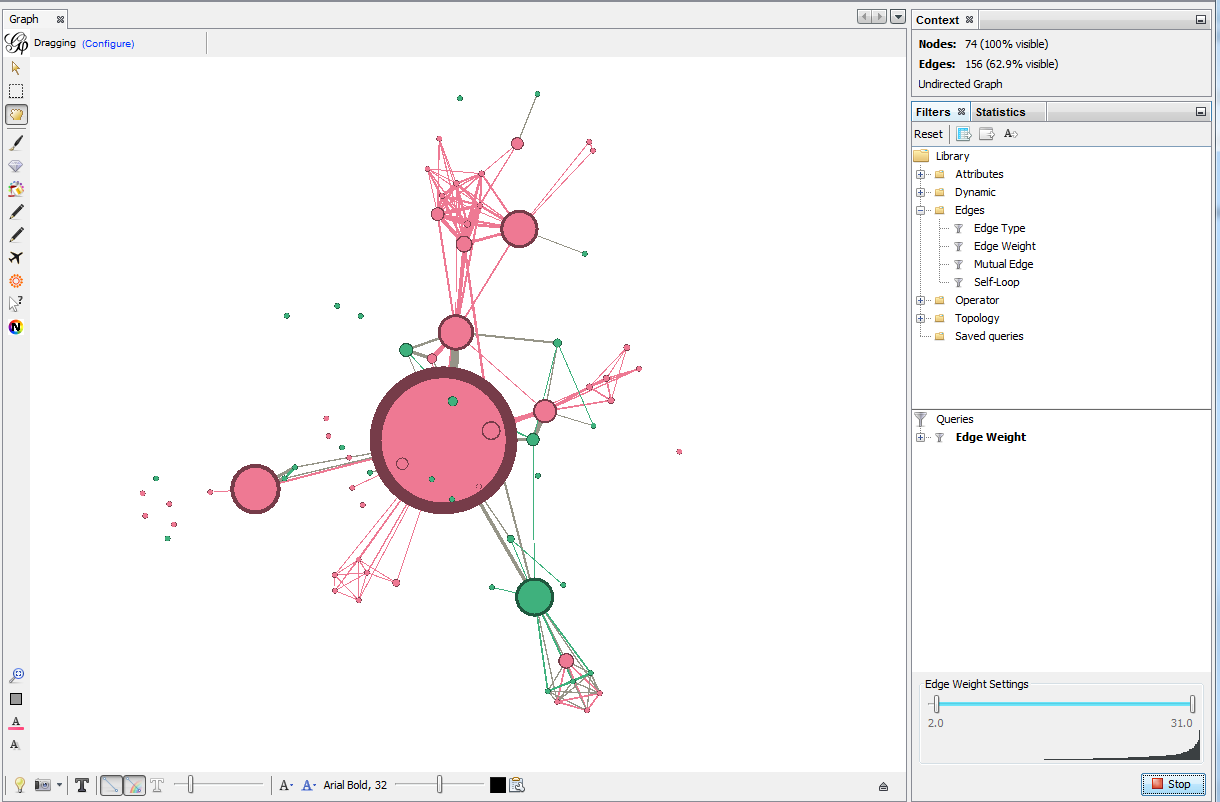 Graph
Dragging (Configure)
Context
Nodes: 74 (100% visible)
Edges: 156 (62.9% visible)
Undirected Graph
Filters Statistics
Reset
Library
Attributes
Dynamic
Edges
Edge Type
Edge Weight
Mutual Edge
Self-Loop
Operator
Topology
Saved queries
Queries
Edge Weight
Edge Weight Settings
2.0 31.0
Stop
T T A- A- Arial Bold, 32